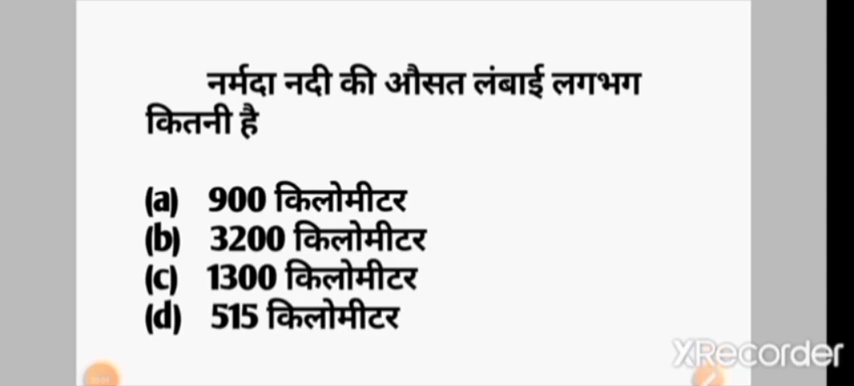 नर्मदा नदी की औसत लंबाई लगभग
कितनी है
(a) 900 किलोमीटर
(b) 3200 किलोमीटर
(c) 1300 किलोमीटर
(d) 515 किलोमीटर
XRecorder